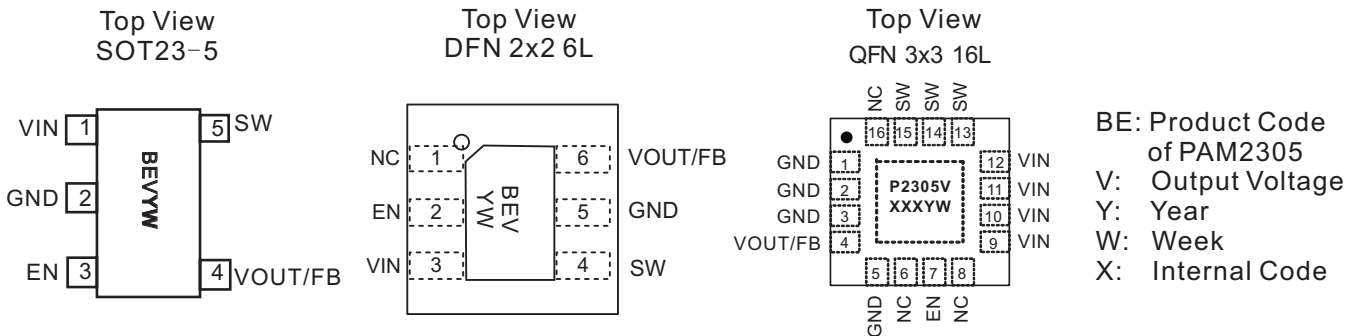 Top View
SOT23-5
VIN 1
5 SW
BEVYW
GND 2
EN 3
4 VOUT/FB
Top View
DFN 2x2 6L
NC 1
6 VOUT/FB
BEV
YW
EN 2
5 GND
VIN 3
4 SW
Top View
QFN 3x3 16L
NC SW SW SW
16 15 14 13
GND 1
12 VIN
GND 2
11 VIN
P2305V
XXXYW
GND 3
10 VIN
VOUT/FB 4
9 VIN
5 6 7 8
GND NC EN NC
BE: Product Code
of PAM2305
V: Output Voltage
Y: Year
W: Week
X: Internal Code